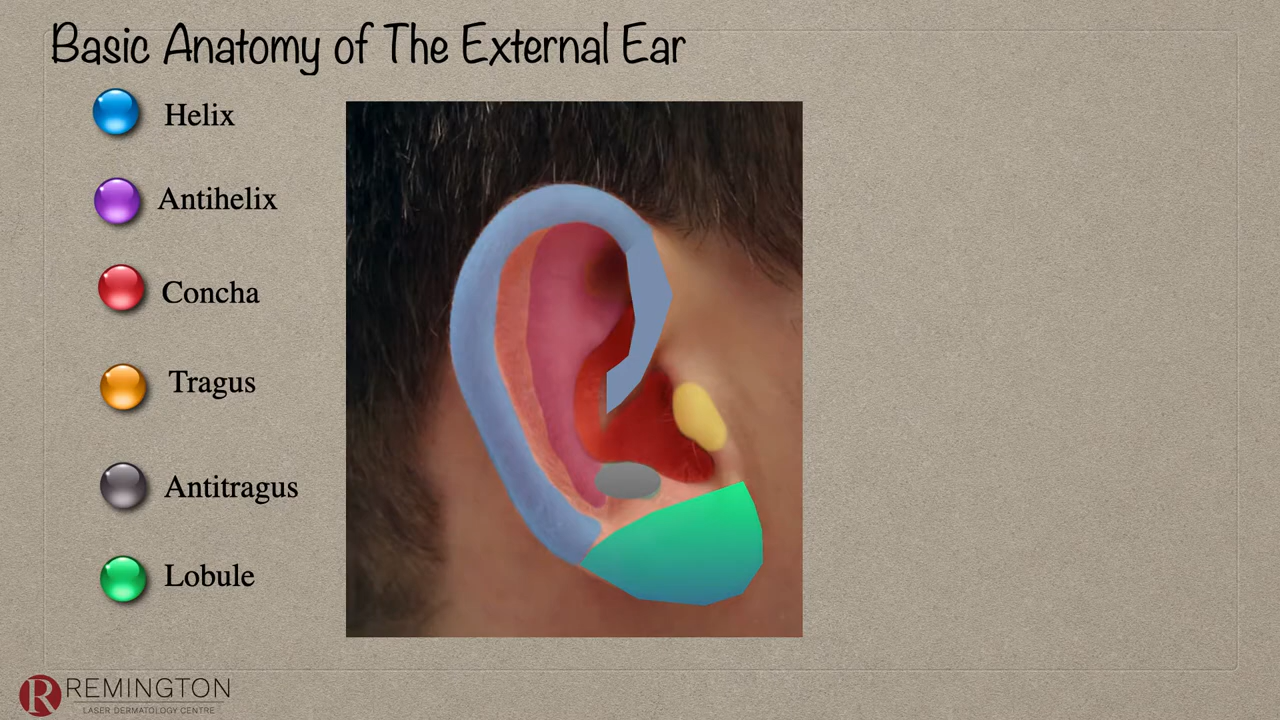 Basic Anatomy of The External Ear
Helix
Antihelix
Concha
Tragus
Antitragus
Lobule
R REMINGTON
LASER DERMATOLOGY CENTRE